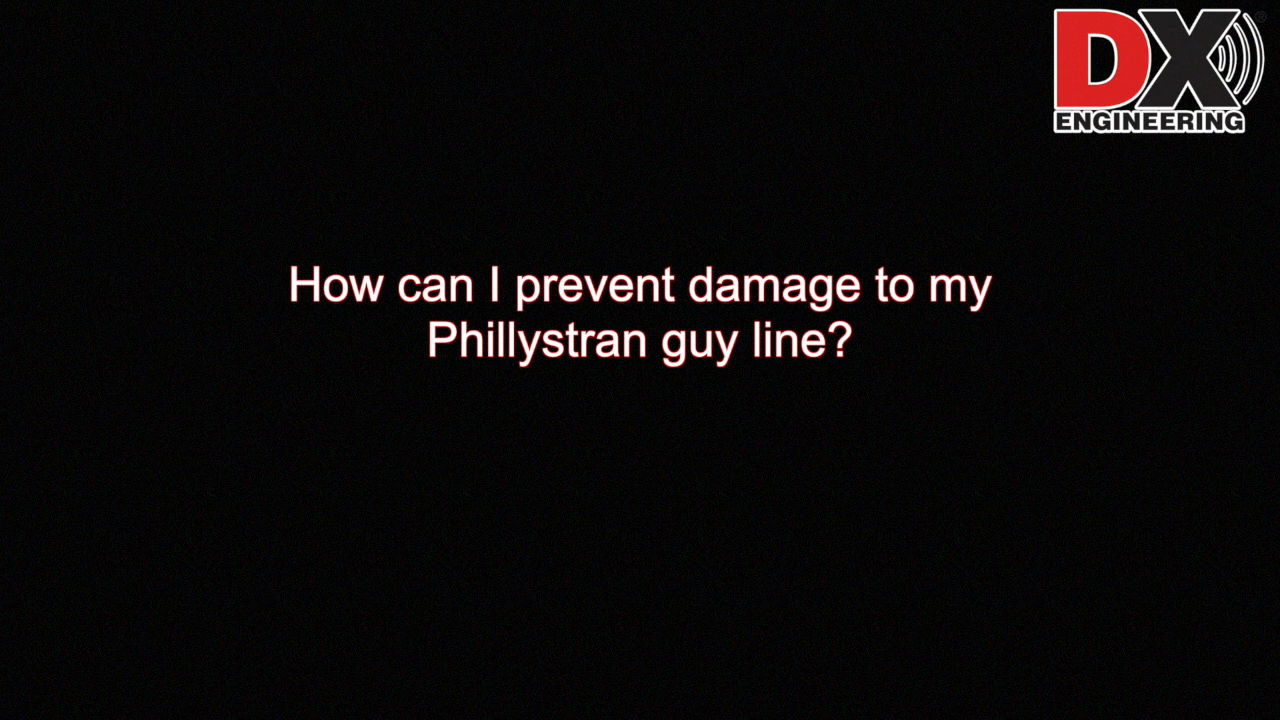 DX
ENGINEERING
How can I prevent damage to my
Phillystran guy line?